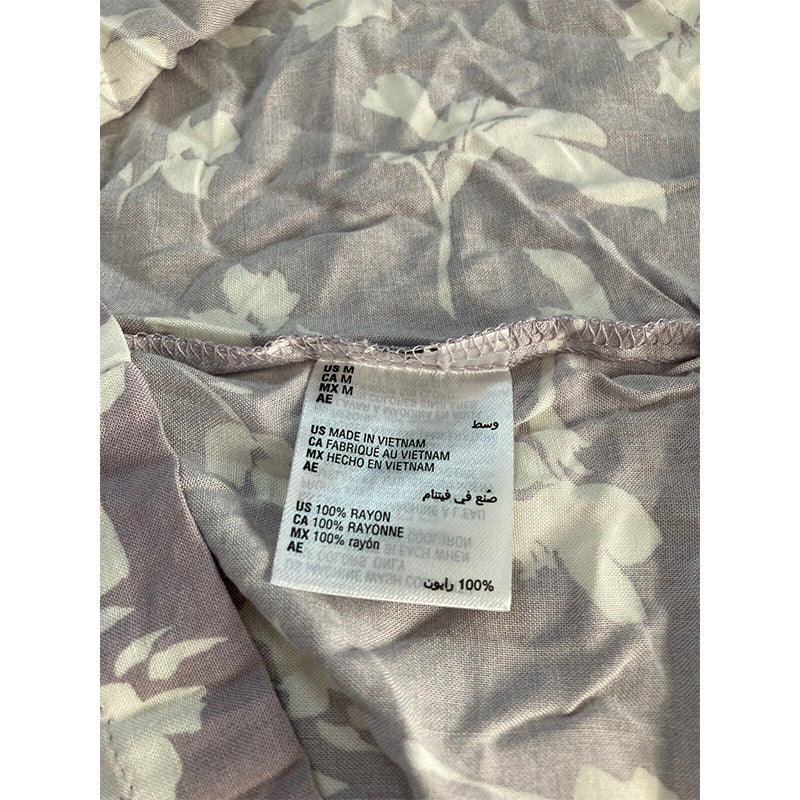 US M
CA M
MX M
AE
وسط
US MADE IN VIETNAM
CA FABRIQUÉ AU VIETNAM
MX HECHO EN VIETNAM
AE
صُنع في فيتنام
US 100% RAYON
CA 100% RAYONNE
MX 100% rayón
AE
100% رايون